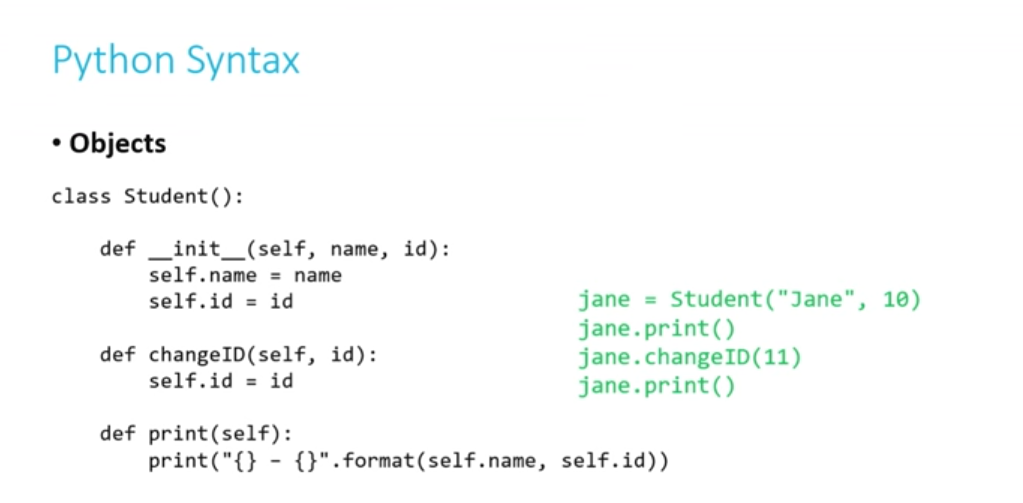 Python Syntax
• Objects
class Student():
    def __init__(self, name, id):
        self.name = name
        self.id = id
    def changeID(self, id):
        self.id = id
    def print(self):
        print("{} - {}".format(self.name, self.id))
jane = Student("Jane", 10)
jane.print()
jane.changeID(11)
jane.print()